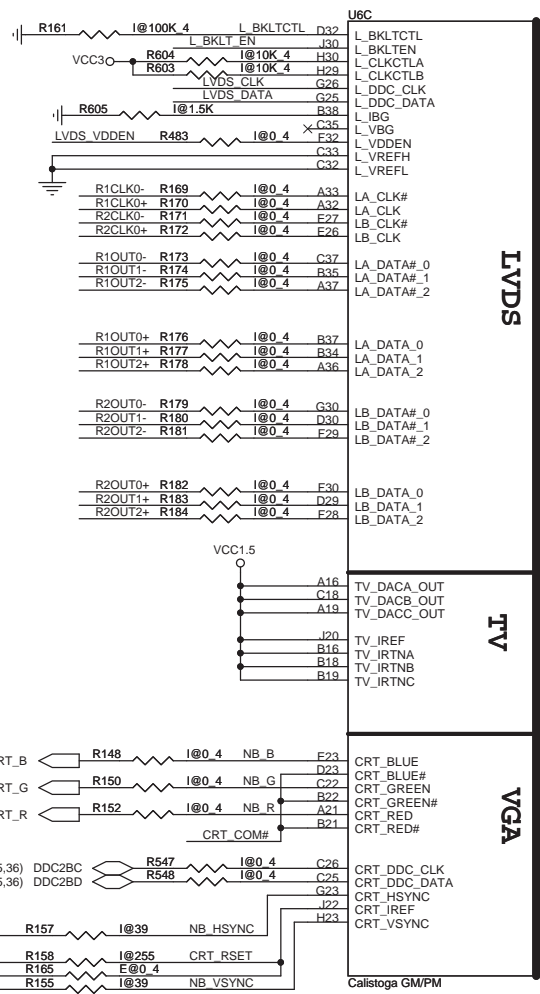 U6C
R161 I@100K_4 L_BKLTCTL D32 L_BKLTCTL
L_BKLT_EN J30 L_BKLTEN
VCC3 R604 I@10K_4 H30 L_CLKCTLA
R603 I@10K_4 H29 L_CLKCTLB
LVDS_CLK G26 L_DDC_CLK
LVDS_DATA G25 L_DDC_DATA
R605 I@1.5K B38 L_IBG
C35 L_VBG
LVDS_VDDEN R483 I@0_4 F32 L_VDDEN
C33 L_VREFH
C32 L_VREFL
R1CLK0- R169 I@0_4 A33 LA_CLK#
R1CLK0+ R170 I@0_4 A32 LA_CLK
R2CLK0- R171 I@0_4 E27 LB_CLK#
R2CLK0+ R172 I@0_4 E26 LB_CLK
R1OUT0- R173 I@0_4 C37 LA_DATA#_0
R1OUT1- R174 I@0_4 B35 LA_DATA#_1
R1OUT2- R175 I@0_4 A37 LA_DATA#_2
LVDS
R1OUT0+ R176 I@0_4 B37 LA_DATA_0
R1OUT1+ R177 I@0_4 B34 LA_DATA_1
R1OUT2+ R178 I@0_4 A36 LA_DATA_2
R2OUT0- R179 I@0_4 G30 LB_DATA#_0
R2OUT1- R180 I@0_4 D30 LB_DATA#_1
R2OUT2- R181 I@0_4 F29 LB_DATA#_2
R2OUT0+ R182 I@0_4 F30 LB_DATA_0
R2OUT1+ R183 I@0_4 D29 LB_DATA_1
R2OUT2+ R184 I@0_4 F28 LB_DATA_2
VCC1.5
A16 TV_DACA_OUT
C18 TV_DACB_OUT
A19 TV_DACC_OUT
TV
J20 TV_IREF
B16 TV_IRTNA
B18 TV_IRTNB
B19 TV_IRTNC
RT_B R148 I@0_4 NB_B E23 CRT_BLUE
D23 CRT_BLUE#
RT_G R150 I@0_4 NB_G C22 CRT_GREEN
B22 CRT_GREEN#
RT_R R152 I@0_4 NB_R A21 CRT_RED
B21 CRT_RED#
CRT_COM#
VGA
5,36) DDC2BC R547 I@0_4 C26 CRT_DDC_CLK
5,36) DDC2BD R548 I@0_4 C25 CRT_DDC_DATA
G23 CRT_HSYNC
J22 CRT_IREF
H23 CRT_VSYNC
R157 I@39 NB_HSYNC
R158 I@255 CRT_RSET
R165 E@0_4
R155 I@39 NB_VSYNC
Calistoga GM/PM